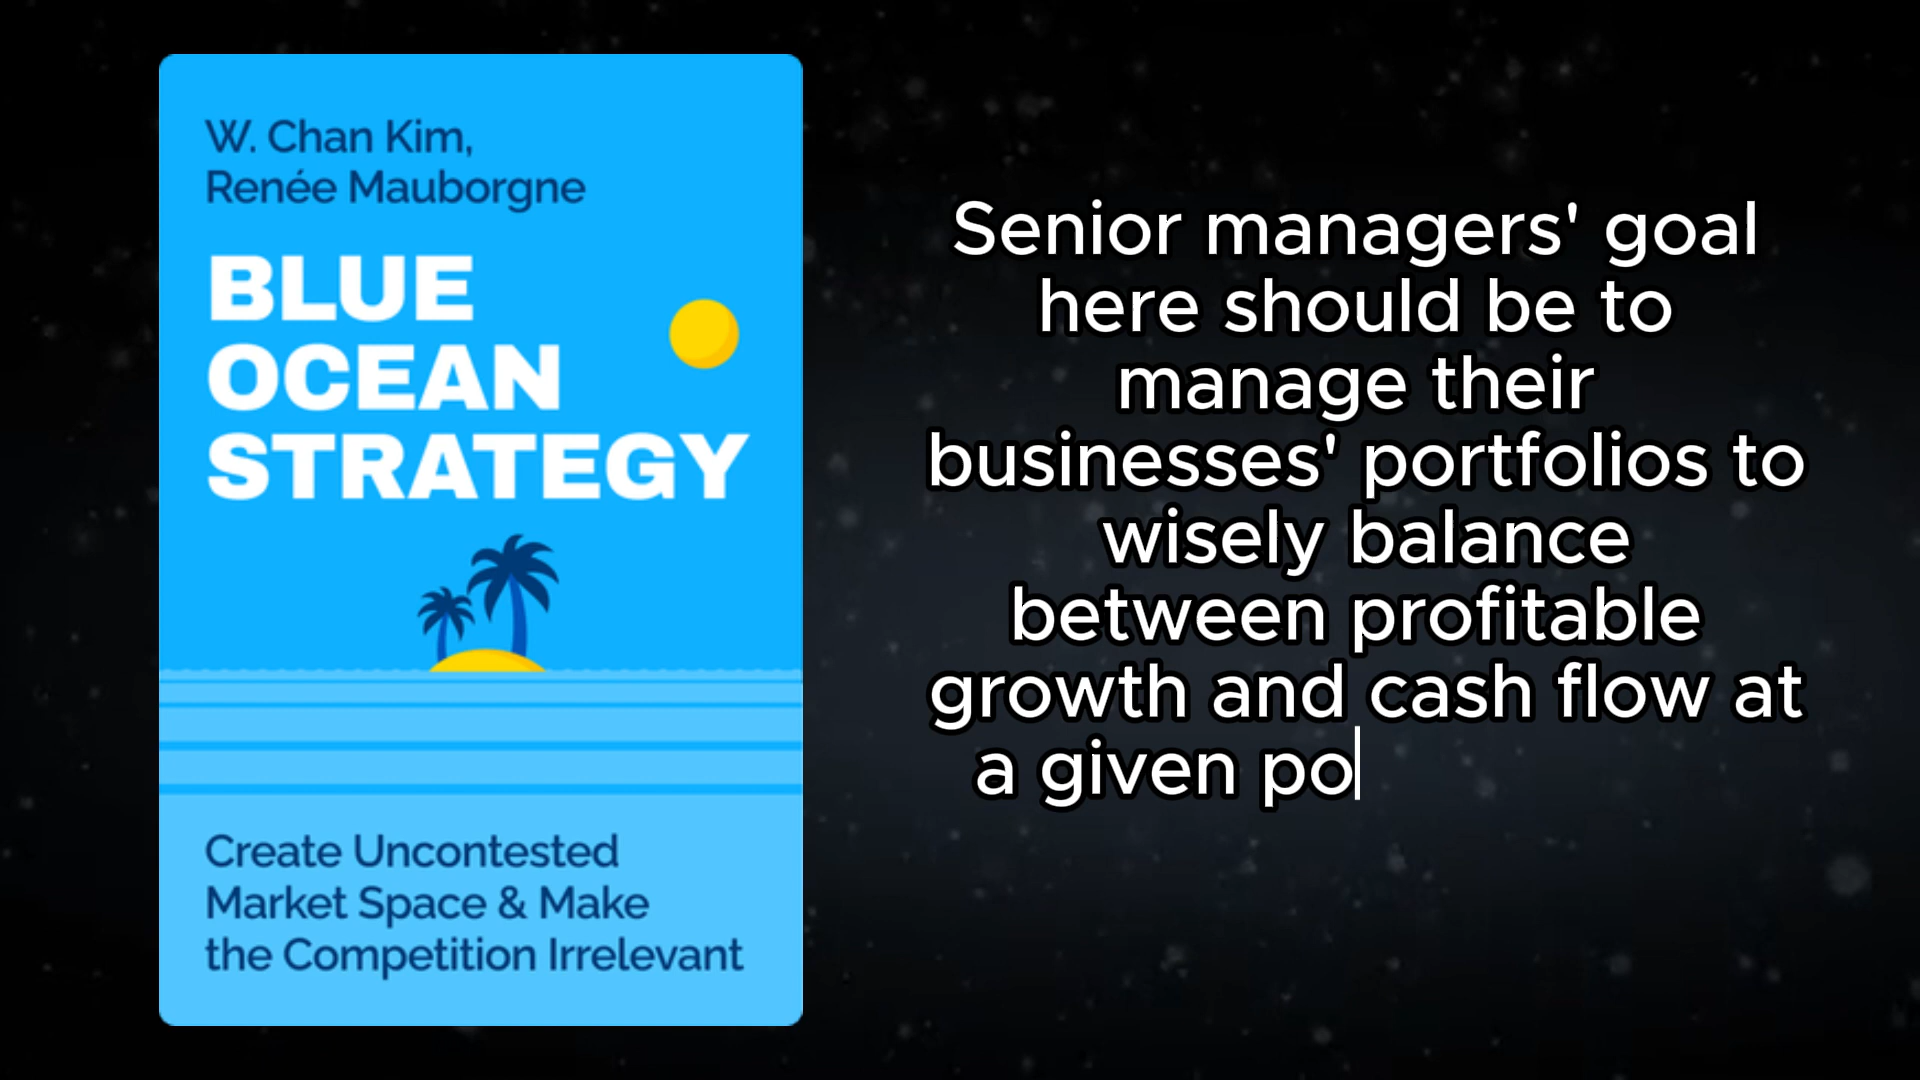 W. Chan Kim,
Renée Mauborgne
BLUE
OCEAN
STRATEGY
Create Uncontested
Market Space & Make
the Competition Irrelevant
Senior managers' goal
here should be to
manage their
businesses' portfolios to
wisely balance
between profitable
growth and cash flow at
a given po